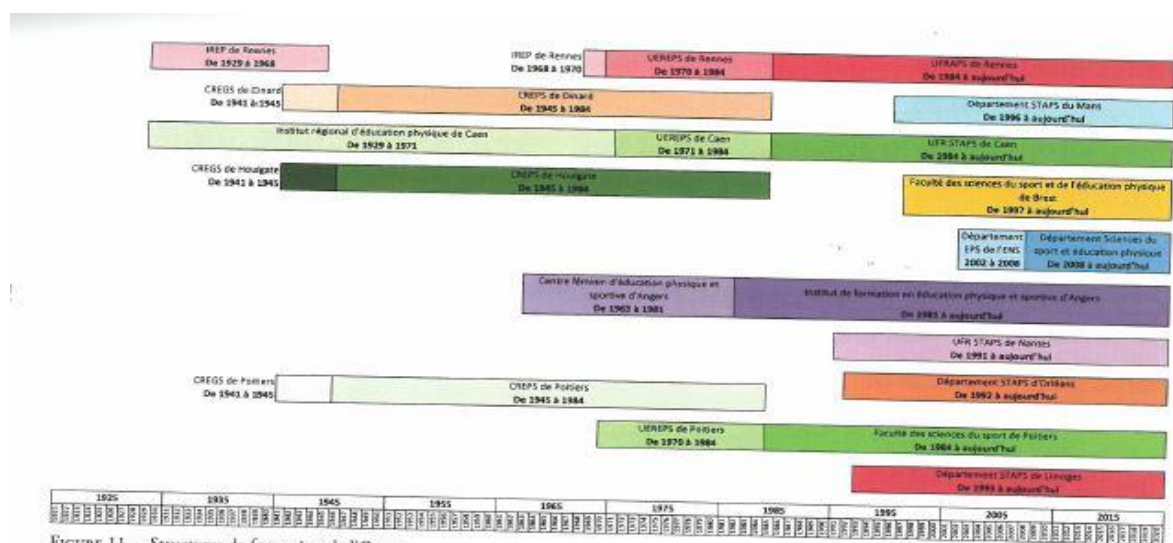 IREP de Rennes
De 1929 à 1968
IREP de Rennes
De 1968 à 1970
UEREPS de Rennes
De 1970 à 1984
UFRAPS de Rennes
De 1984 à aujourd'hui
CREGS de Dinard
De 1941 à 1945
CREPS de Dinard
De 1945 à 1984
Département STAPS du Mans
De 1996 à aujourd'hui
Institut régional d'éducation physique de Caen
De 1929 à 1971
UEREPS de Caen
De 1971 à 1984
UFR STAPS de Caen
De 1984 à aujourd'hui
CREGS de Houlgate
De 1941 à 1945
CREPS de Houlgate
De 1945 à 1984
Faculté des sciences du sport et de l'éducation physique
de Brest
De 1997 à aujourd'hui
Département
EPS de l'ENS
2002 à 2008
Département Sciences du
sport et éducation physique
De 2008 à aujourd'hui
Centre féminin d'éducation physique et
sportive d'Angers
De 1963 à 1981
Institut de formation en éducation physique et sportive d'Angers
De 1981 à aujourd'hui
UFR STAPS de Nantes
De 1991 à aujourd'hui
CREGS de Poitiers
De 1941 à 1945
CREPS de Poitiers
De 1945 à 1984
Département STAPS d'Orléans
De 1992 à aujourd'hui
UEREPS de Poitiers
De 1970 à 1984
Faculté des sciences du sport de Poitiers
De 1984 à aujourd'hui
Département STAPS de Limoges
De 1993 à aujourd'hui
1925 1935 1945 1955 1965 1975 1985 1995 2005 2015
FIGURE 11